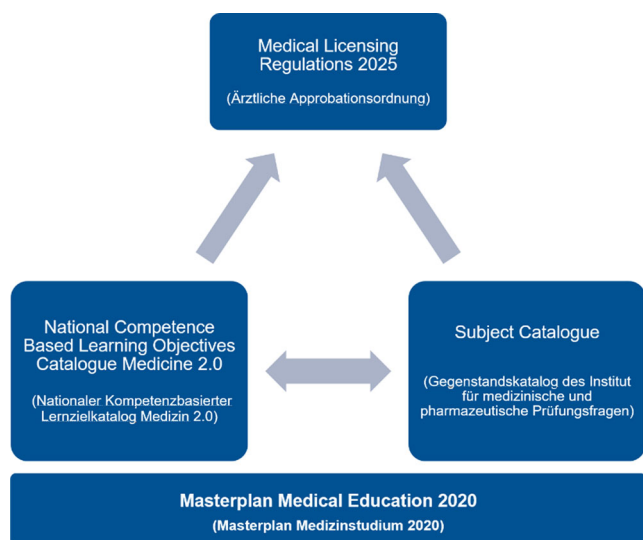 Medical Licensing
Regulations 2025
(Ärztliche Approbationsordnung)
National Competence
Based Learning Objectives
Catalogue Medicine 2.0
(Nationaler Kompetenzbasierter
Lernzielkatalog Medizin 2.0)
Subject Catalogue
(Gegenstandskatalog des Institut
für medizinische und
pharmazeutische Prüfungsfragen)
Masterplan Medical Education 2020
(Masterplan Medizinstudium 2020)